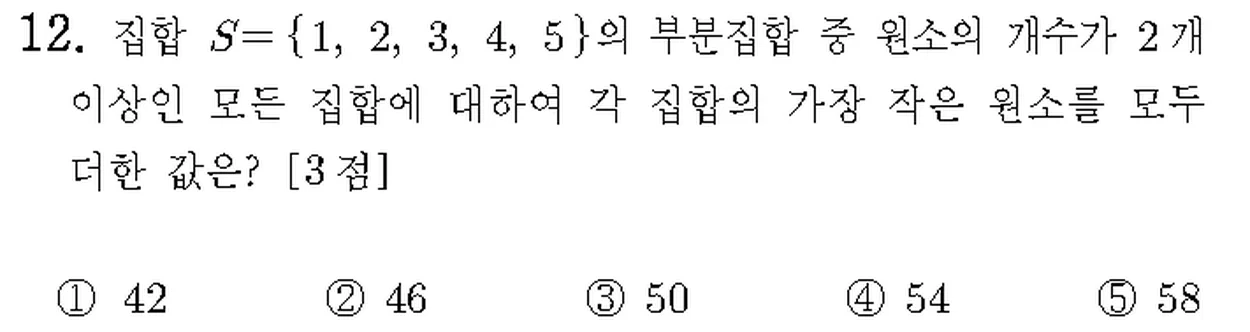 12. 집합 S={1, 2, 3, 4, 5}의 부분집합 중 원소의 개수가 2개
이상인 모든 집합에 대하여 각 집합의 가장 작은 원소를 모두
더한 값은? [3점]
① 42 ② 46 ③ 50 ④ 54 ⑤ 58